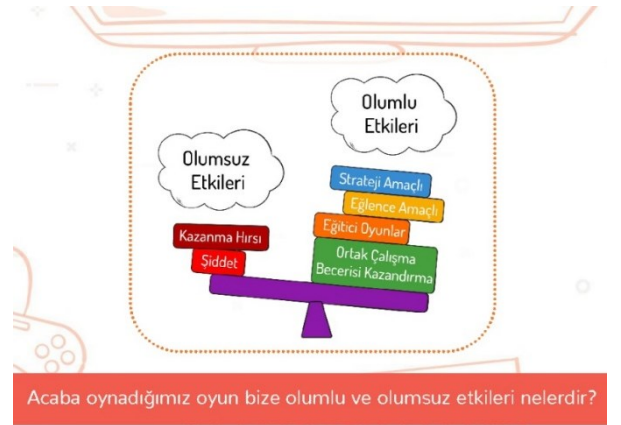 Olumlu
Etkileri
Olumsuz
Etkileri
Strateji Amaçlı
Eğlence Amaçlı
Eğitici Oyunlar
Ortak Çalışma
Becerisi Kazandırma
Kazanma Hırsı
Şiddet
Acaba oynadığımız oyun bize olumlu ve olumsuz etkileri nelerdir?